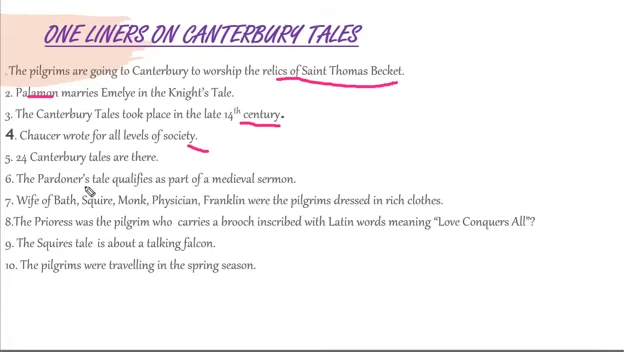 ONE LINERS ON CANTERBURY TALES
.The pilgrims are going to Canterbury to worship the relics of Saint Thomas Becket.
2. Palamon marries Emelye in the Knight's Tale.
3. The Canterbury Tales took place in the late 14th century.
4. Chaucer wrote for all levels of society.
5. 24 Canterbury tales are there.
6. The Pardoner's tale qualifies as part of a medieval sermon.
7. Wife of Bath, Squire, Monk, Physician, Franklin were the pilgrims dressed in rich clothes.
8.The Prioress was the pilgrim who carries a brooch inscribed with Latin words meaning "Love Conquers All"?
9. The Squires tale is about a talking falcon.
10. The pilgrims were travelling in the spring season.